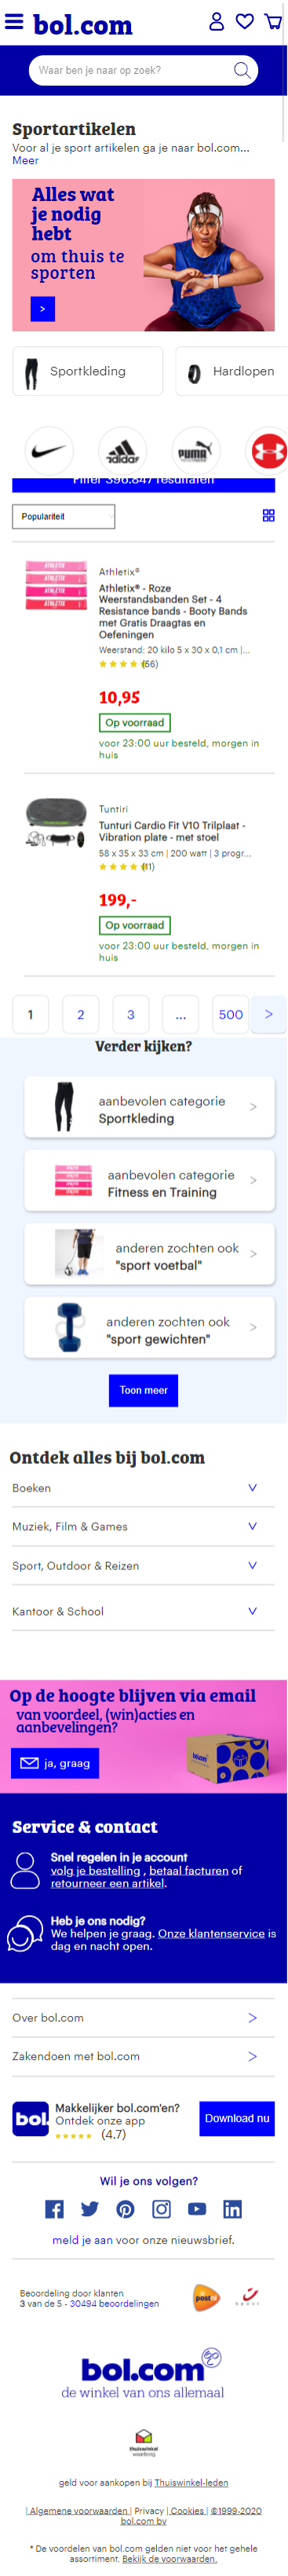 bol.com
Waar ben je naar op zoek?
Sportartikelen
Voor al je sport artikelen ga je naar bol.com...
Meer
Alles wat
je nodig
hebt
om thuis te
sporten
>
Sportkleding
Hardlopen
adidas
PUMA
Filter 396.847 resultaten
Populariteit
ATHLETIX
ATHLETIX
ATHLETIX
ATHLETIX
Athletix®
Athletix® - Roze
Weerstandsbanden Set - 4
Resistance bands - Booty Bands
met Gratis Draagtas en
Oefeningen
Weerstand: 20 kilo 5 x 30 x 0,1 cm |...
(56)
10,95
Op voorraad
voor 23:00 uur besteld, morgen in
huis
Tuntiri
Tunturi Cardio Fit V10 Trilplaat -
Vibration plate - met stoel
58 x 35 x 33 cm | 200 watt | 3 progr...
(11)
199,-
Op voorraad
voor 23:00 uur besteld, morgen in
huis
1 2 3 ... 500 >
Verder kijken?
aanbevolen categorie
Sportkleding
>
aanbevolen categorie
Fitness en Training
>
anderen zochten ook
"sport voetbal"
>
anderen zochten ook
"sport gewichten"
>
Toon meer
Ontdek alles bij bol.com
Boeken
Muziek, Film & Games
Sport, Outdoor & Reizen
Kantoor & School
Op de hoogte blijven via email
van voordeel, (win)acties en
aanbevelingen?
ja, graag
bol.com
Service & contact
Snel regelen in je account
volg je bestelling , betaal facturen of
retourneer een artikel.
Heb je ons nodig?
We helpen je graag. Onze klantenservice is
dag en nacht open.
Over bol.com >
Zakendoen met bol.com >
bol.
Makkelijker bol.com'en?
Ontdek onze app
(4.7)
Download nu
Wil je ons volgen?
meld je aan voor onze nieuwsbrief.
Beoordeling door klanten
3 van de 5 - 30494 beoordelingen
postnl
bpost
bol.com
de winkel van ons allemaal
thuiswinkel
waarborg
geld voor aankopen bij Thuiswinkel-leden
| Algemene voorwaarden | Privacy | Cookies | ©1999-2020
bol.com bv
* De voordelen van bol.com gelden niet voor het gehele
assortiment. Bekijk de voorwaarden.